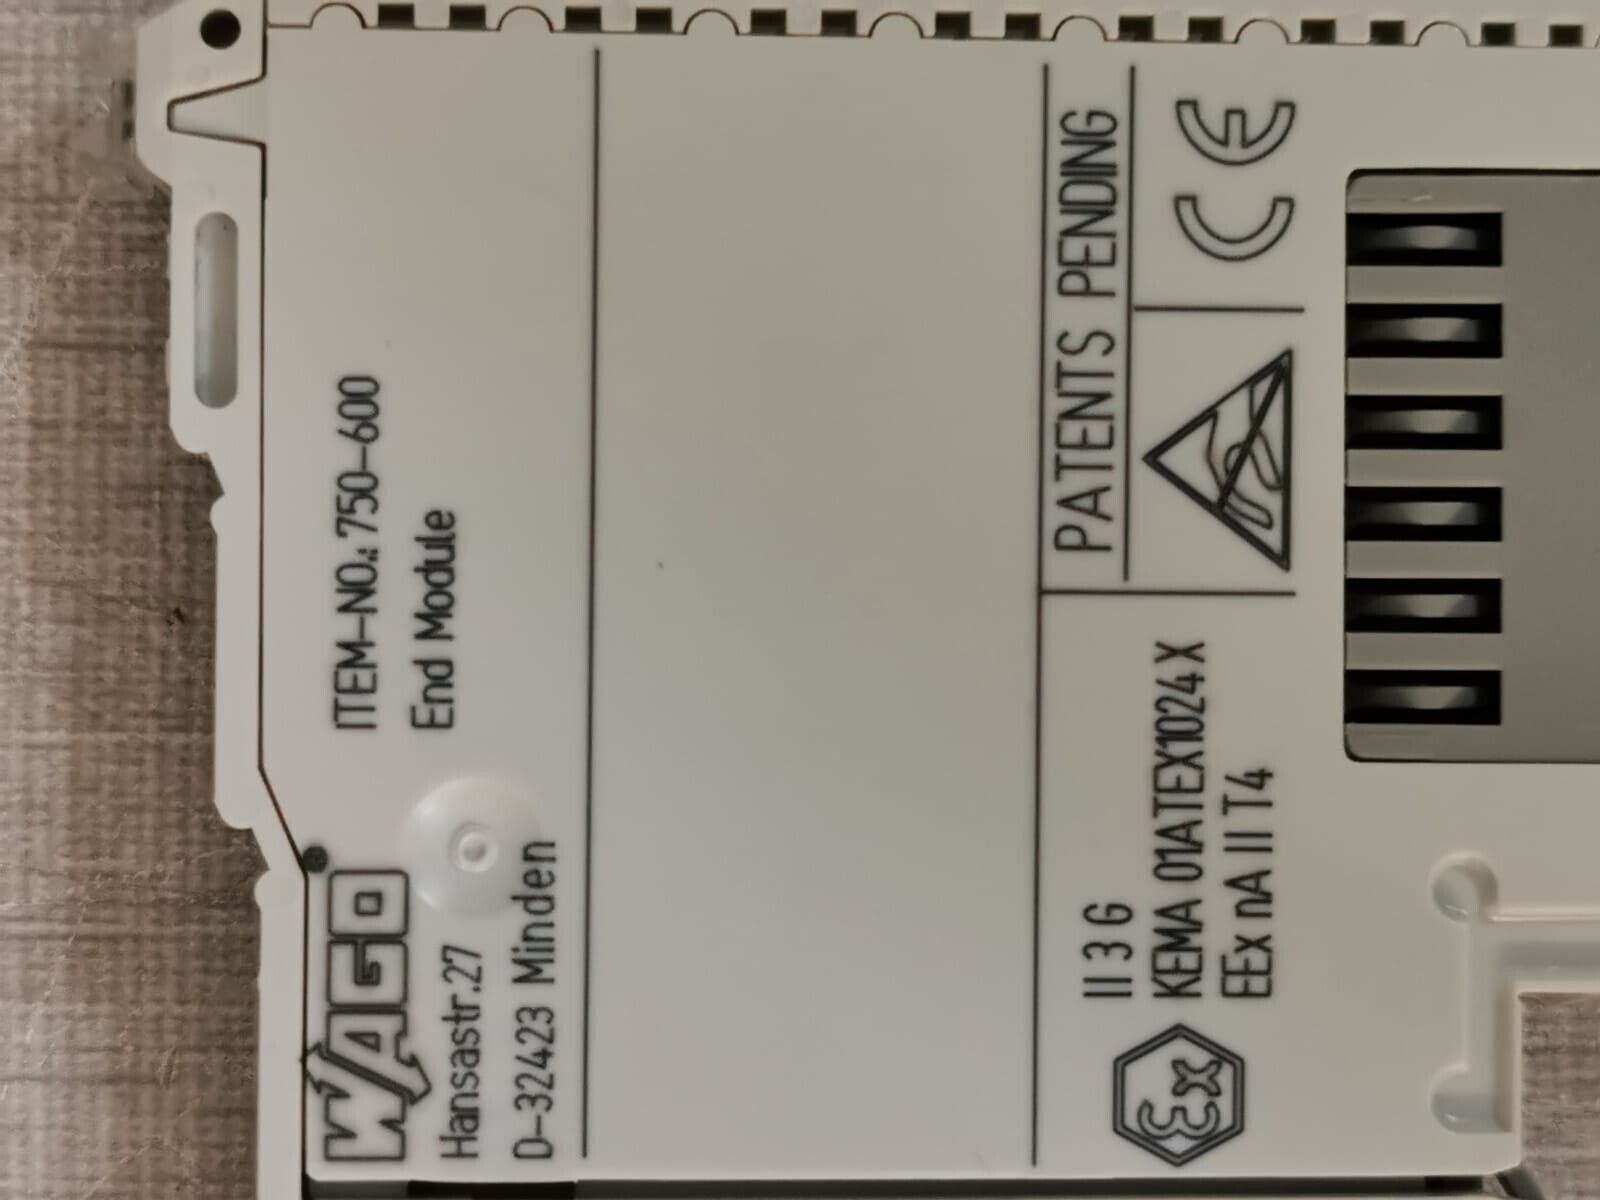 WAGO
Hansastr.27
D-32423 Minden
ITEM-NO.: 750-600
End Module
II 3 G
KEMA 01ATEX1024 X
EEx nA II T4
Ex
PATENTS PENDING
CE